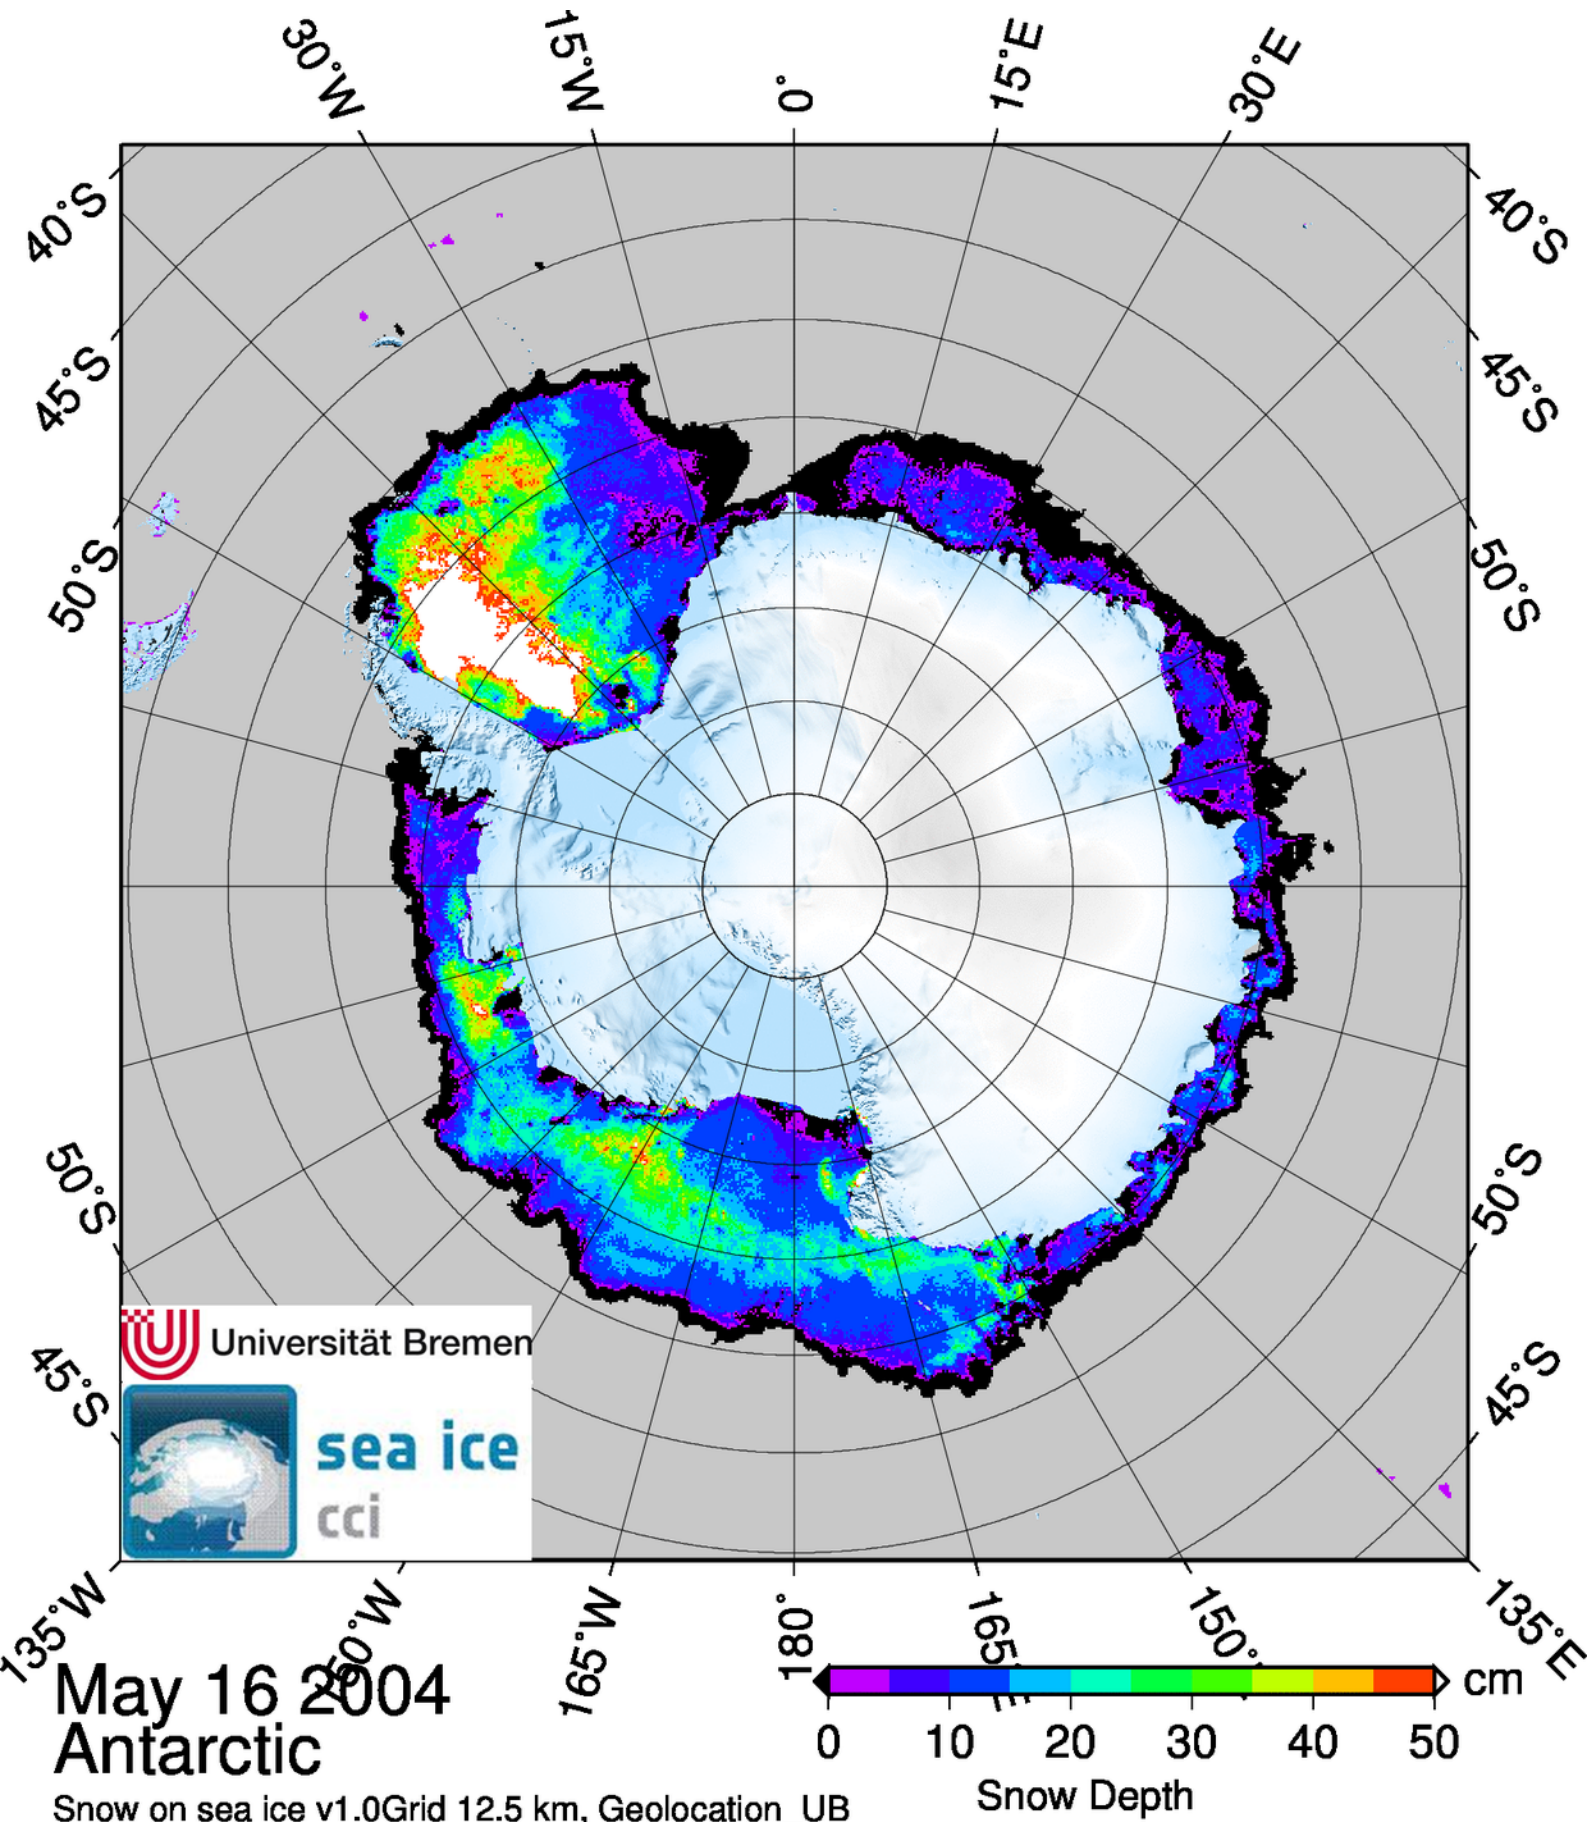 30°W 15°W 0° 15°E 30°E
40°S 40°S
45°S 45°S
50°S 50°S
50°S 50°S
45°S 45°S
Universität Bremen
sea ice
cci
135°W 165°W 180° 165°E 150° 135°E
May 16 2004
Antarctic
Snow on sea ice v1.0Grid 12.5 km, Geolocation UB
cm
0 10 20 30 40 50
Snow Depth